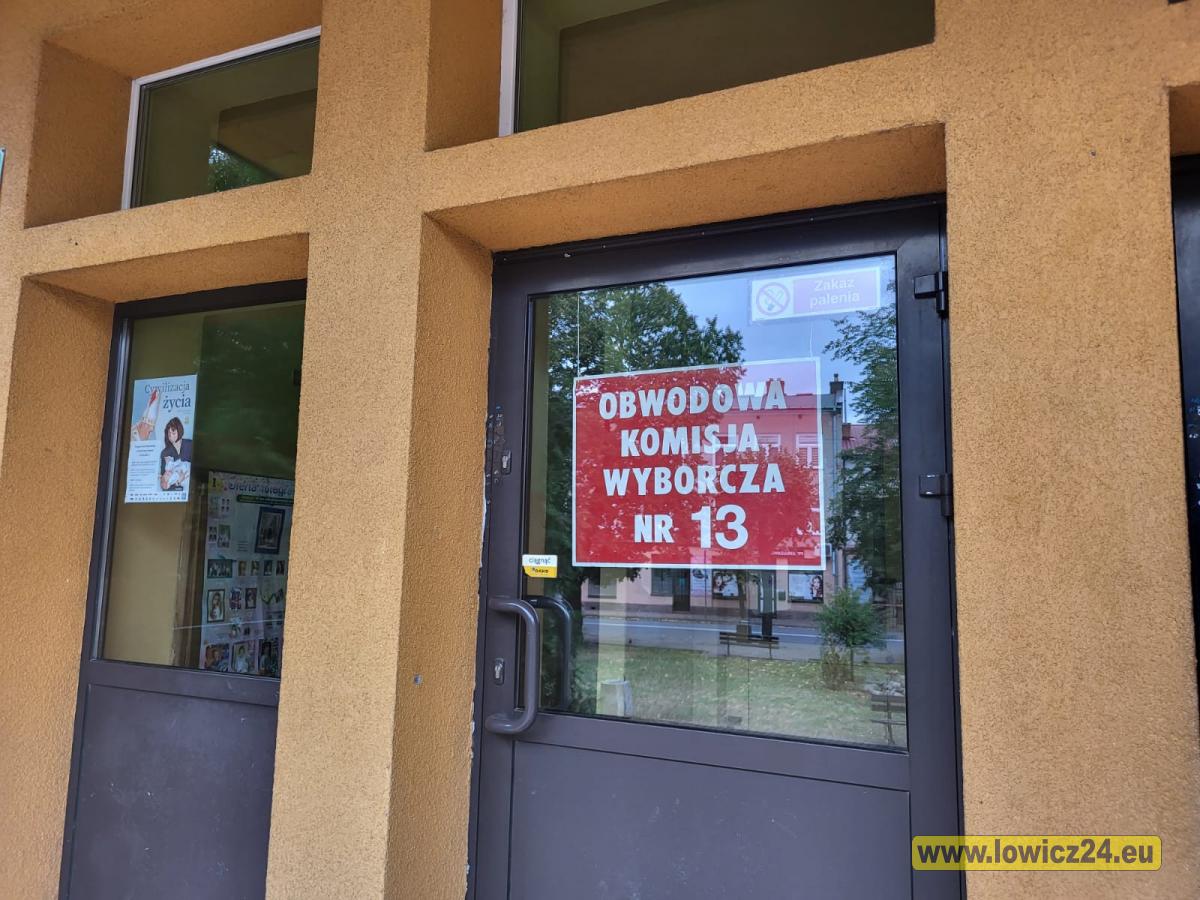 Zakaz
palenia
OBWODOWA
KOMISJA
WYBORCZA
NR 13
ciągnąć
Cywilizacja
życia
www.lowicz24.eu